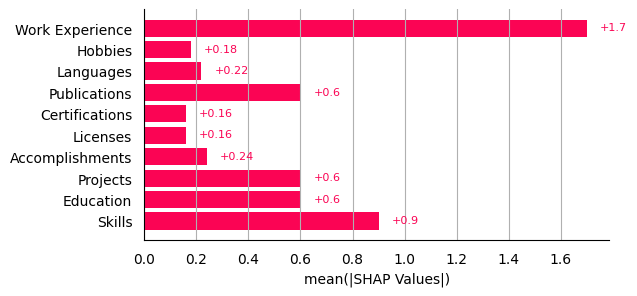 Work Experience +1.7
Hobbies +0.18
Languages +0.22
Publications +0.6
Certifications +0.16
Licenses +0.16
Accomplishments +0.24
Projects +0.6
Education +0.6
Skills +0.9
0.0 0.2 0.4 0.6 0.8 1.0 1.2 1.4 1.6
mean(|SHAP Values|)